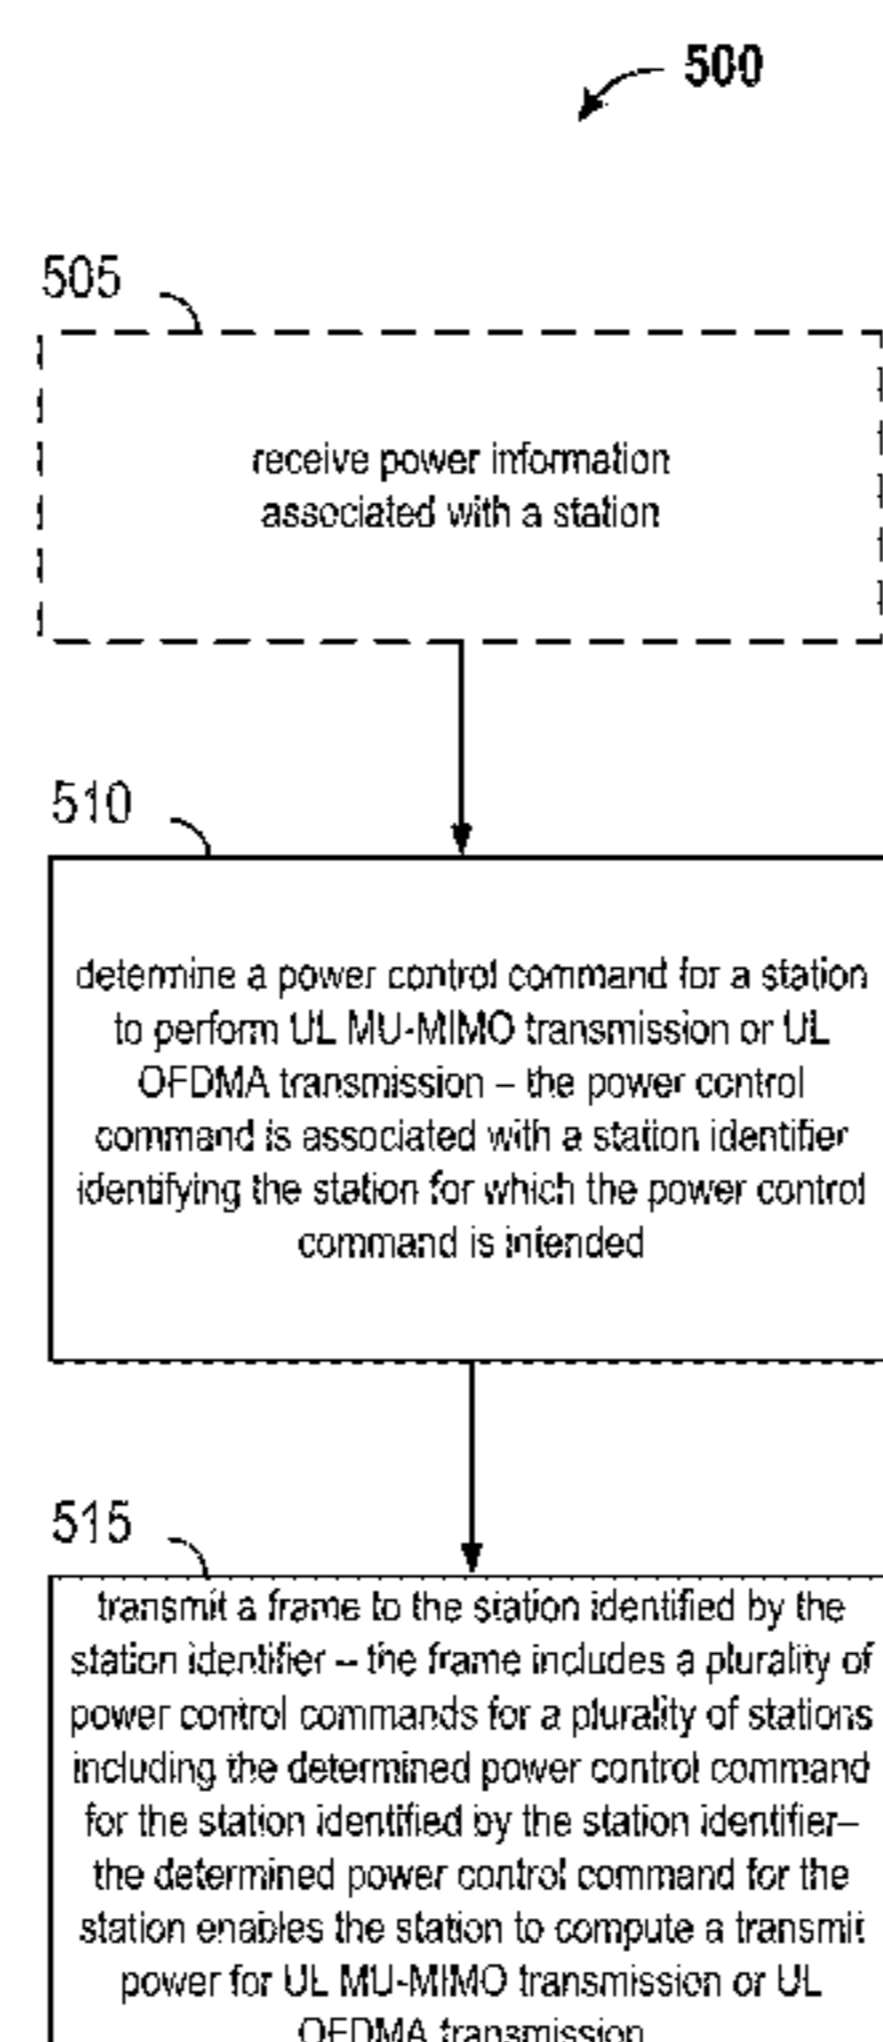 500
505
receive power information
associated with a station
510
determine a power control command for a station
to perform UL MU-MIMO transmission or UL
OFDMA transmission – the power control
command is associated with a station identifier
identifying the station for which the power control
command is intended
515
transmit a frame to the station identified by the
station identifier – the frame includes a plurality of
power control commands for a plurality of stations
including the determined power control command
for the station identified by the station identifier–
the determined power control command for the
station enables the station to compute a transmit
power for UL MU-MIMO transmission or UL
OFDMA transmission